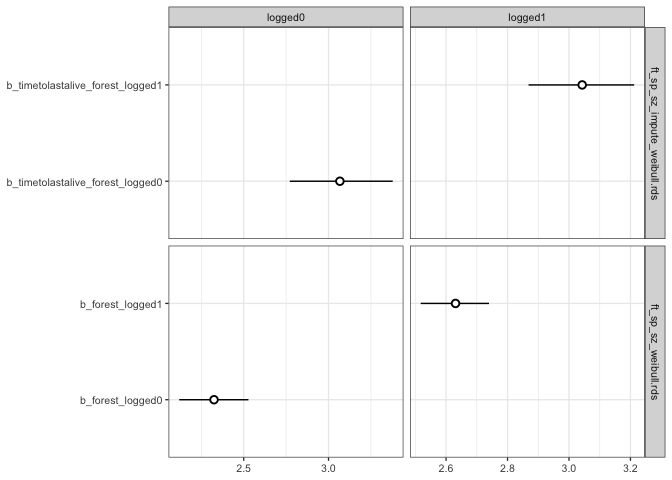 logged0
logged1
b_timetolastalive_forest_logged1
b_timetolastalive_forest_logged0
ft_sp_sz_impute_weibull.rds
b_forest_logged1
b_forest_logged0
ft_sp_sz_weibull.rds
2.5
3.0
2.6
2.8
3.0
3.2